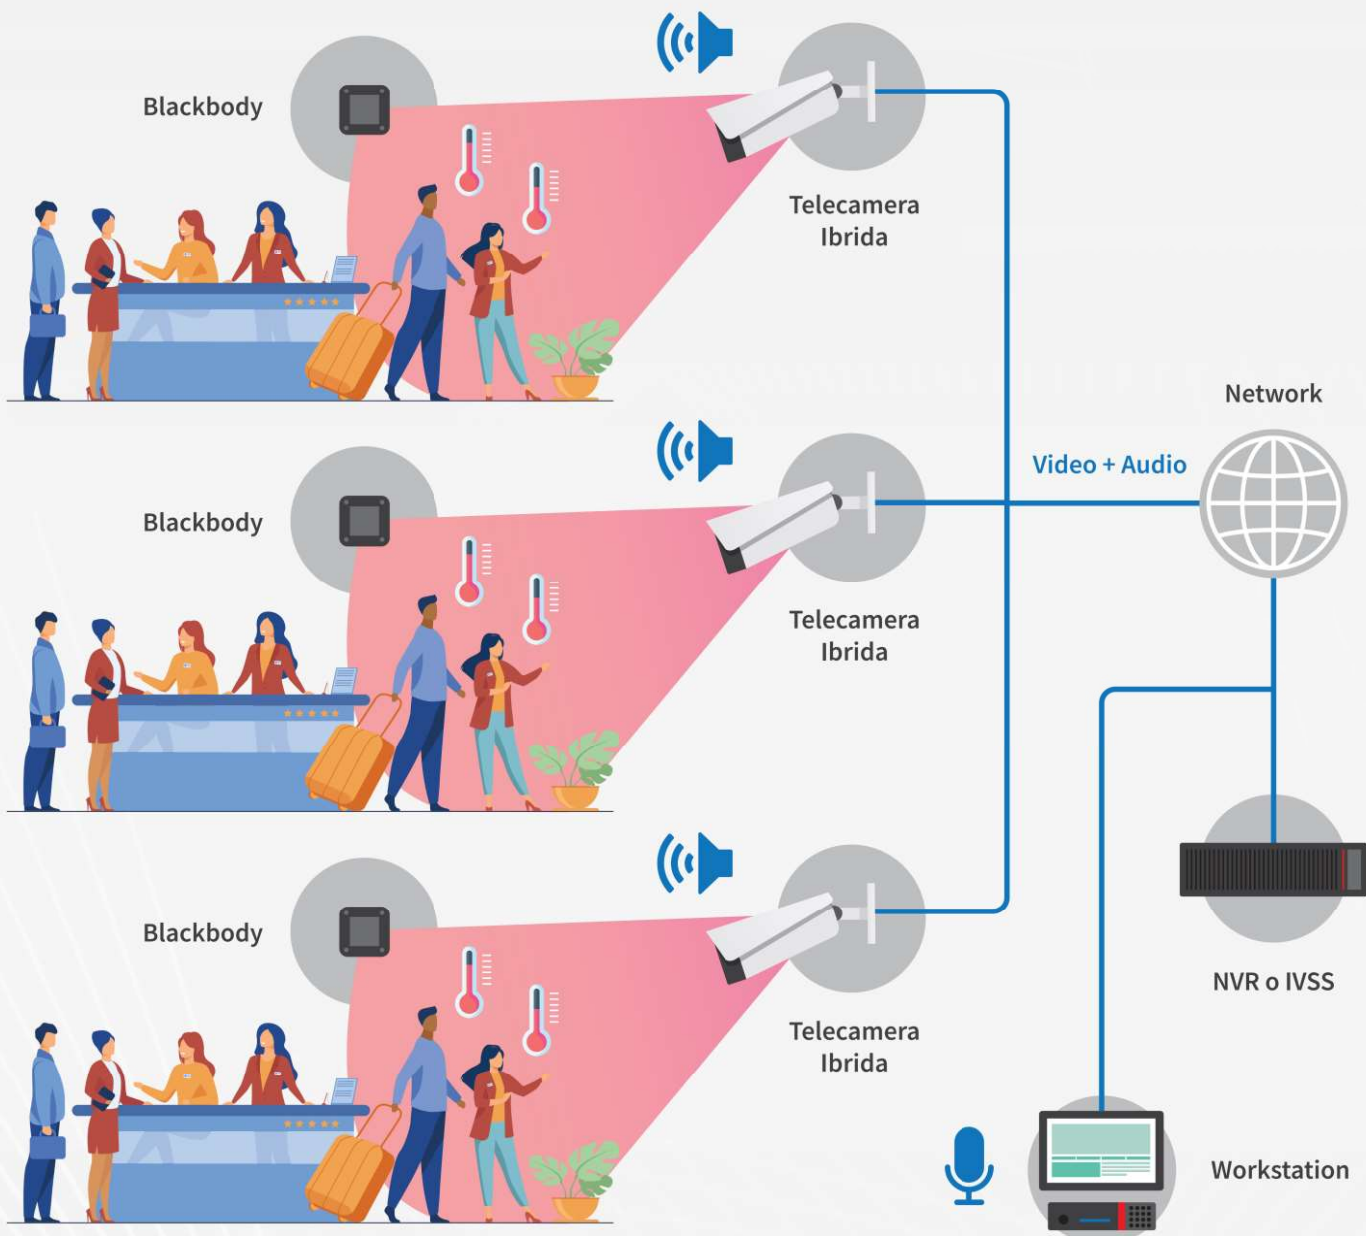 Blackbody
Telecamera
Ibrida
Network
Video + Audio
Blackbody
Telecamera
Ibrida
Blackbody
Telecamera
Ibrida
NVR o IVSS
Workstation